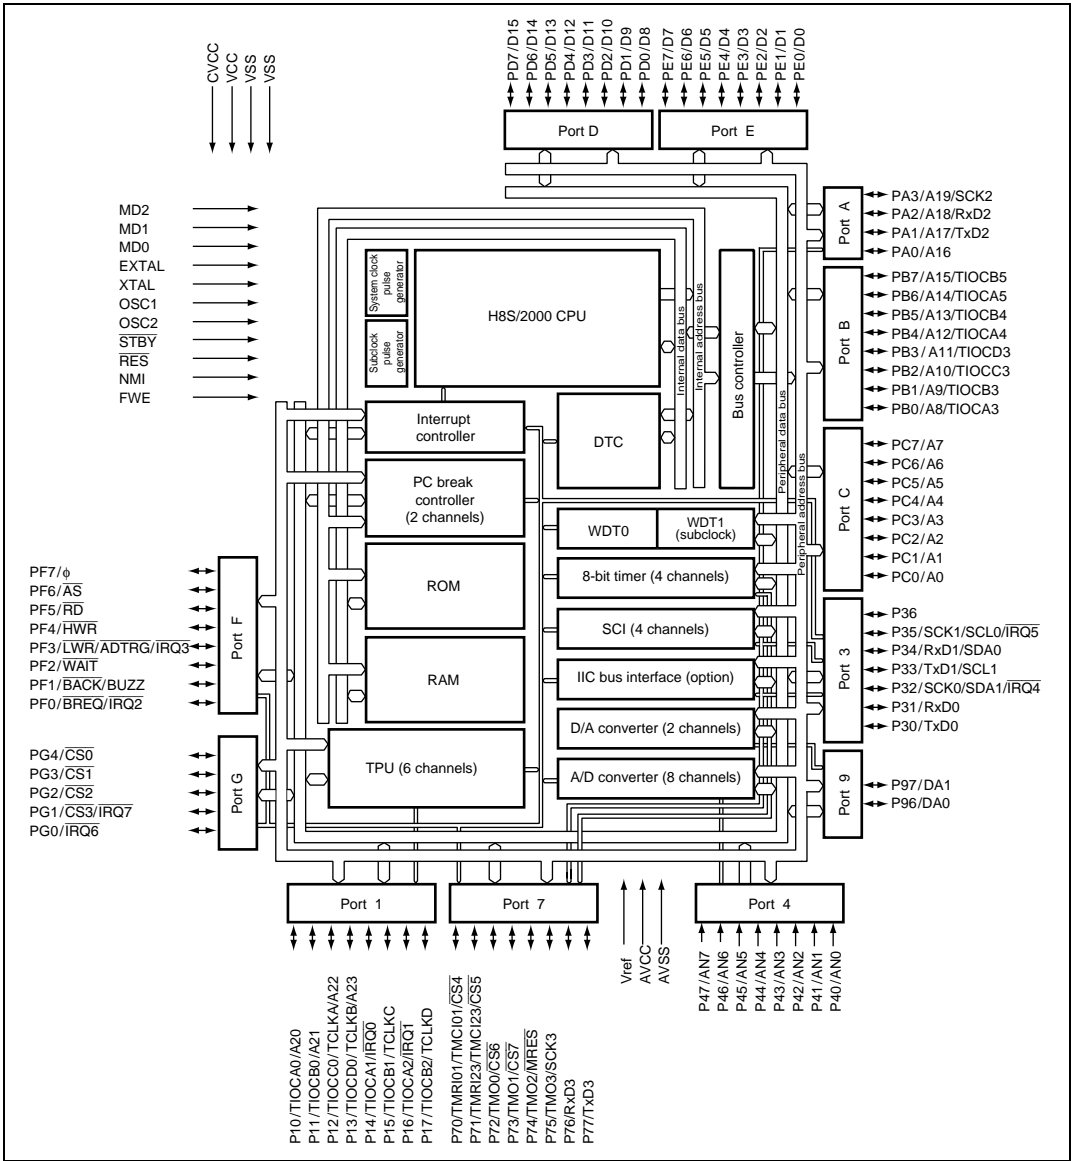 CVCC
VCC
VSS
VSS
PD7/D15
PD6/D14
PD5/D13
PD4/D12
PD3/D11
PD2/D10
PD1/D9
PD0/D8
PE7/D7
PE6/D6
PE5/D5
PE4/D4
PE3/D3
PE2/D2
PE1/D1
PE0/D0
Port D
Port E
MD2
MD1
MD0
EXTAL
XTAL
OSC1
OSC2
STBY
RES
NMI
FWE
System clock
pulse
generator
Subclock
pulse
generator
H8S/2000 CPU
Internal data bus
Internal address bus
Bus controller
Peripheral data bus
Peripheral address bus
Port A
PA3/A19/SCK2
PA2/A18/RxD2
PA1/A17/TxD2
PA0/A16
Port B
PB7/A15/TIOCB5
PB6/A14/TIOCA5
PB5/A13/TIOCB4
PB4/A12/TIOCA4
PB3/A11/TIOCD3
PB2/A10/TIOCC3
PB1/A9/TIOCB3
PB0/A8/TIOCA3
Interrupt
controller
DTC
PC break
controller
(2 channels)
Port C
PC7/A7
PC6/A6
PC5/A5
PC4/A4
PC3/A3
PC2/A2
PC1/A1
PC0/A0
WDT0
WDT1
(subclock)
ROM
8-bit timer (4 channels)
SCI (4 channels)
RAM
IIC bus interface (option)
D/A converter (2 channels)
TPU (6 channels)
A/D converter (8 channels)
PF7/ϕ
PF6/AS
PF5/RD
PF4/HWR
PF3/LWR/ADTRG/IRQ3
PF2/WAIT
PF1/BACK/BUZZ
PF0/BREQ/IRQ2
Port F
Port 3
P36
P35/SCK1/SCL0/IRQ5
P34/RxD1/SDA0
P33/TxD1/SCL1
P32/SCK0/SDA1/IRQ4
P31/RxD0
P30/TxD0
PG4/CS0
PG3/CS1
PG2/CS2
PG1/CS3/IRQ7
PG0/IRQ6
Port G
Port 9
P97/DA1
P96/DA0
Port 1
Port 7
Port 4
P10/TIOCA0/A20
P11/TIOCB0/A21
P12/TIOCC0/TCLKA/A22
P13/TIOCD0/TCLKB/A23
P14/TIOCA1/IRQ0
P15/TIOCB1/TCLKC
P16/TIOCA2/IRQ1
P17/TIOCB2/TCLKD
P70/TMRI01/TMCI01/CS4
P71/TMRI23/TMCI23/CS5
P72/TMO0/CS6
P73/TMO1/CS7
P74/TMO2/MRES
P75/TMO3/SCK3
P76/RxD3
P77/TxD3
Vref
AVCC
AVSS
P47/AN7
P46/AN6
P45/AN5
P44/AN4
P43/AN3
P42/AN2
P41/AN1
P40/AN0